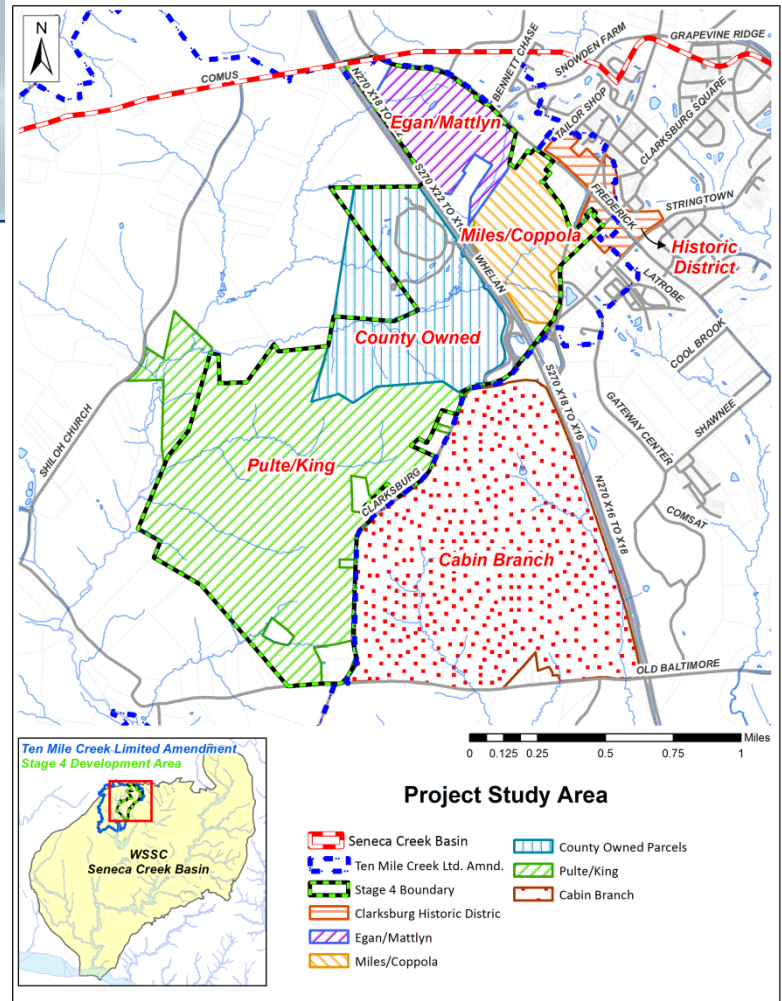 N
COMUS
N270 X18 TO X22
S270 X22 TO X18
BENNETT CHASE
SNOWDEN FARM
GRAPEVINE RIDGE
TAILOR SHOP
CLARKSBURG SQUARE
Egan/Mattlyn
FREDERICK
STRINGTOWN
Miles/Coppola
Historic
District
WHELAN
LATROBE
County Owned
COOL BROOK
S270 X18 TO X16
GATEWAY CENTER
SHAWNEE
SHILOH CHURCH
Pulte/King
CLARKSBURG
N270 X16 TO X18
COMSAT
Cabin Branch
OLD BALTIMORE
Miles
0 0.125 0.25 0.5 0.75 1
Ten Mile Creek Limited Amendment
Stage 4 Development Area
WSSC
Seneca Creek Basin
Project Study Area
Seneca Creek Basin
Ten Mile Creek Ltd. Amnd.
Stage 4 Boundary
Clarksburg Historic Distric
Egan/Mattlyn
Miles/Coppola
County Owned Parcels
Pulte/King
Cabin Branch